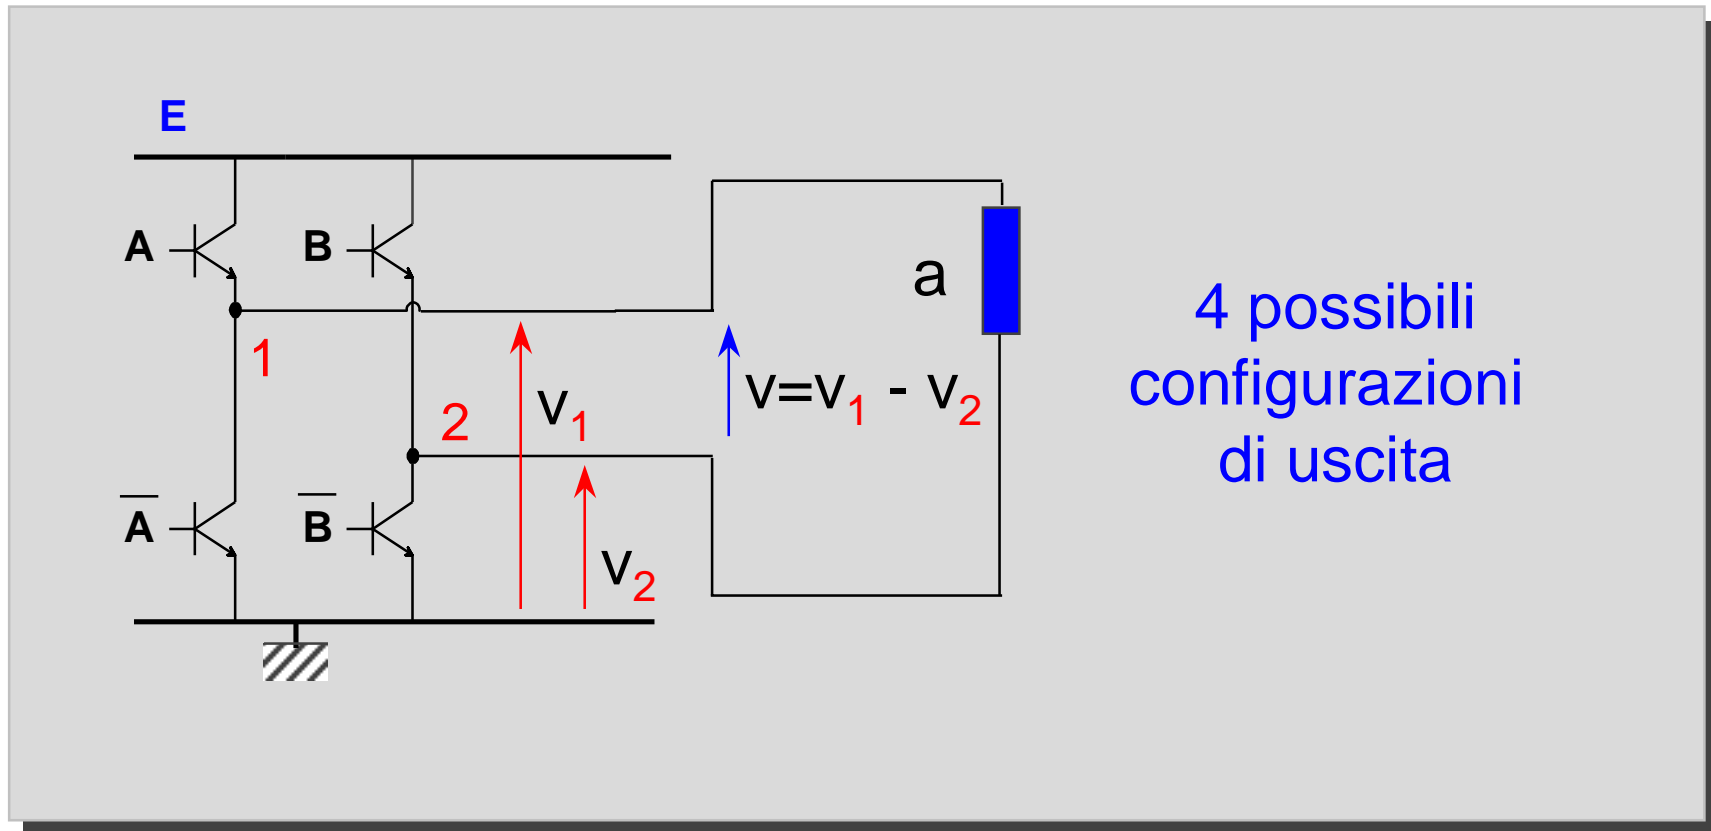 E
A
B
a
4 possibili
configurazioni
di uscita
1
v₁
v=v₁ - v₂
2
A̅
B̅
v₂